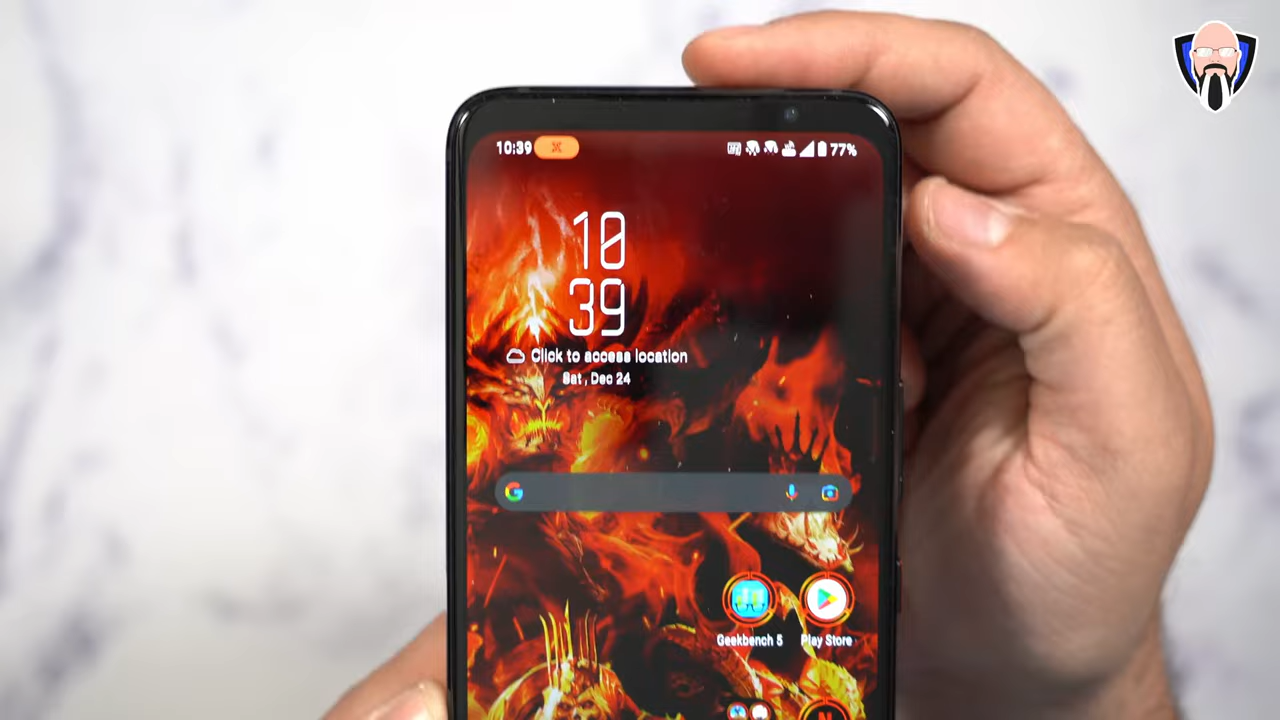 10:39
77%
10
39
Click to access location
Sat, Dec 24
Geekbench 5
Play Store